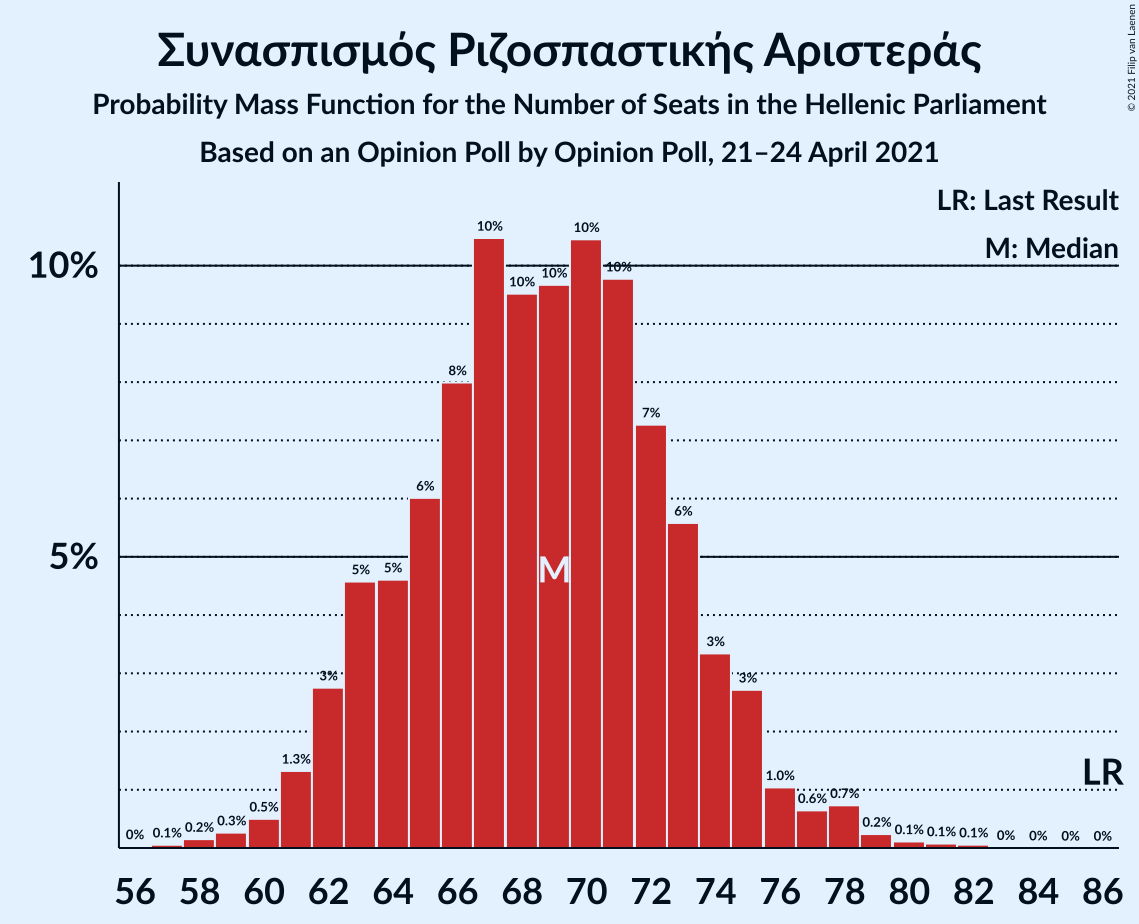 Συνασπισμός Ριζοσπαστικής Αριστεράς
Probability Mass Function for the Number of Seats in the Hellenic Parliament
Based on an Opinion Poll by Opinion Poll, 21–24 April 2021
© 2021 Filip van Laenen
LR: Last Result
M: Median
10%
5%
0% 0.1% 0.2% 0.3% 0.5% 1.3% 3% 5% 5% 6% 8% 10% 10% 10% 10% 10% 7% 6% 3% 3% 1.0% 0.6% 0.7% 0.2% 0.1% 0.1% 0.1% 0% 0% 0% 0%
M
LR
56 58 60 62 64 66 68 70 72 74 76 78 80 82 84 86